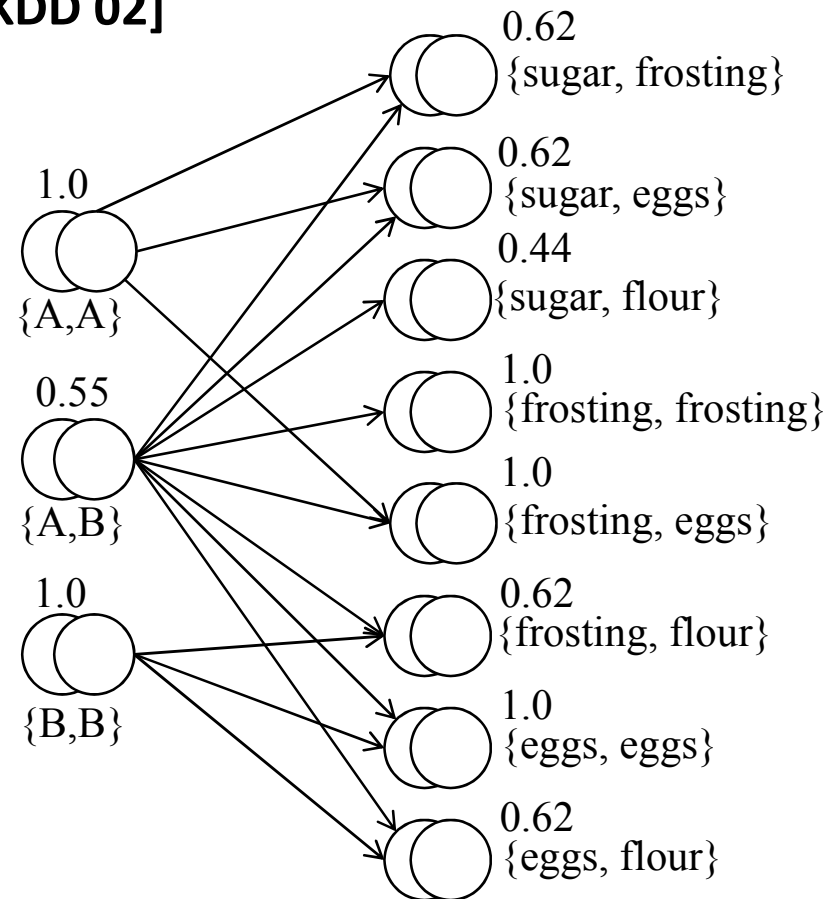 KDD 02]
0.62
{sugar, frosting}
0.62
{sugar, eggs}
0.44
{sugar, flour}
1.0
{frosting, frosting}
1.0
{frosting, eggs}
0.62
{frosting, flour}
1.0
{eggs, eggs}
0.62
{eggs, flour}
1.0
{A,A}
0.55
{A,B}
1.0
{B,B}